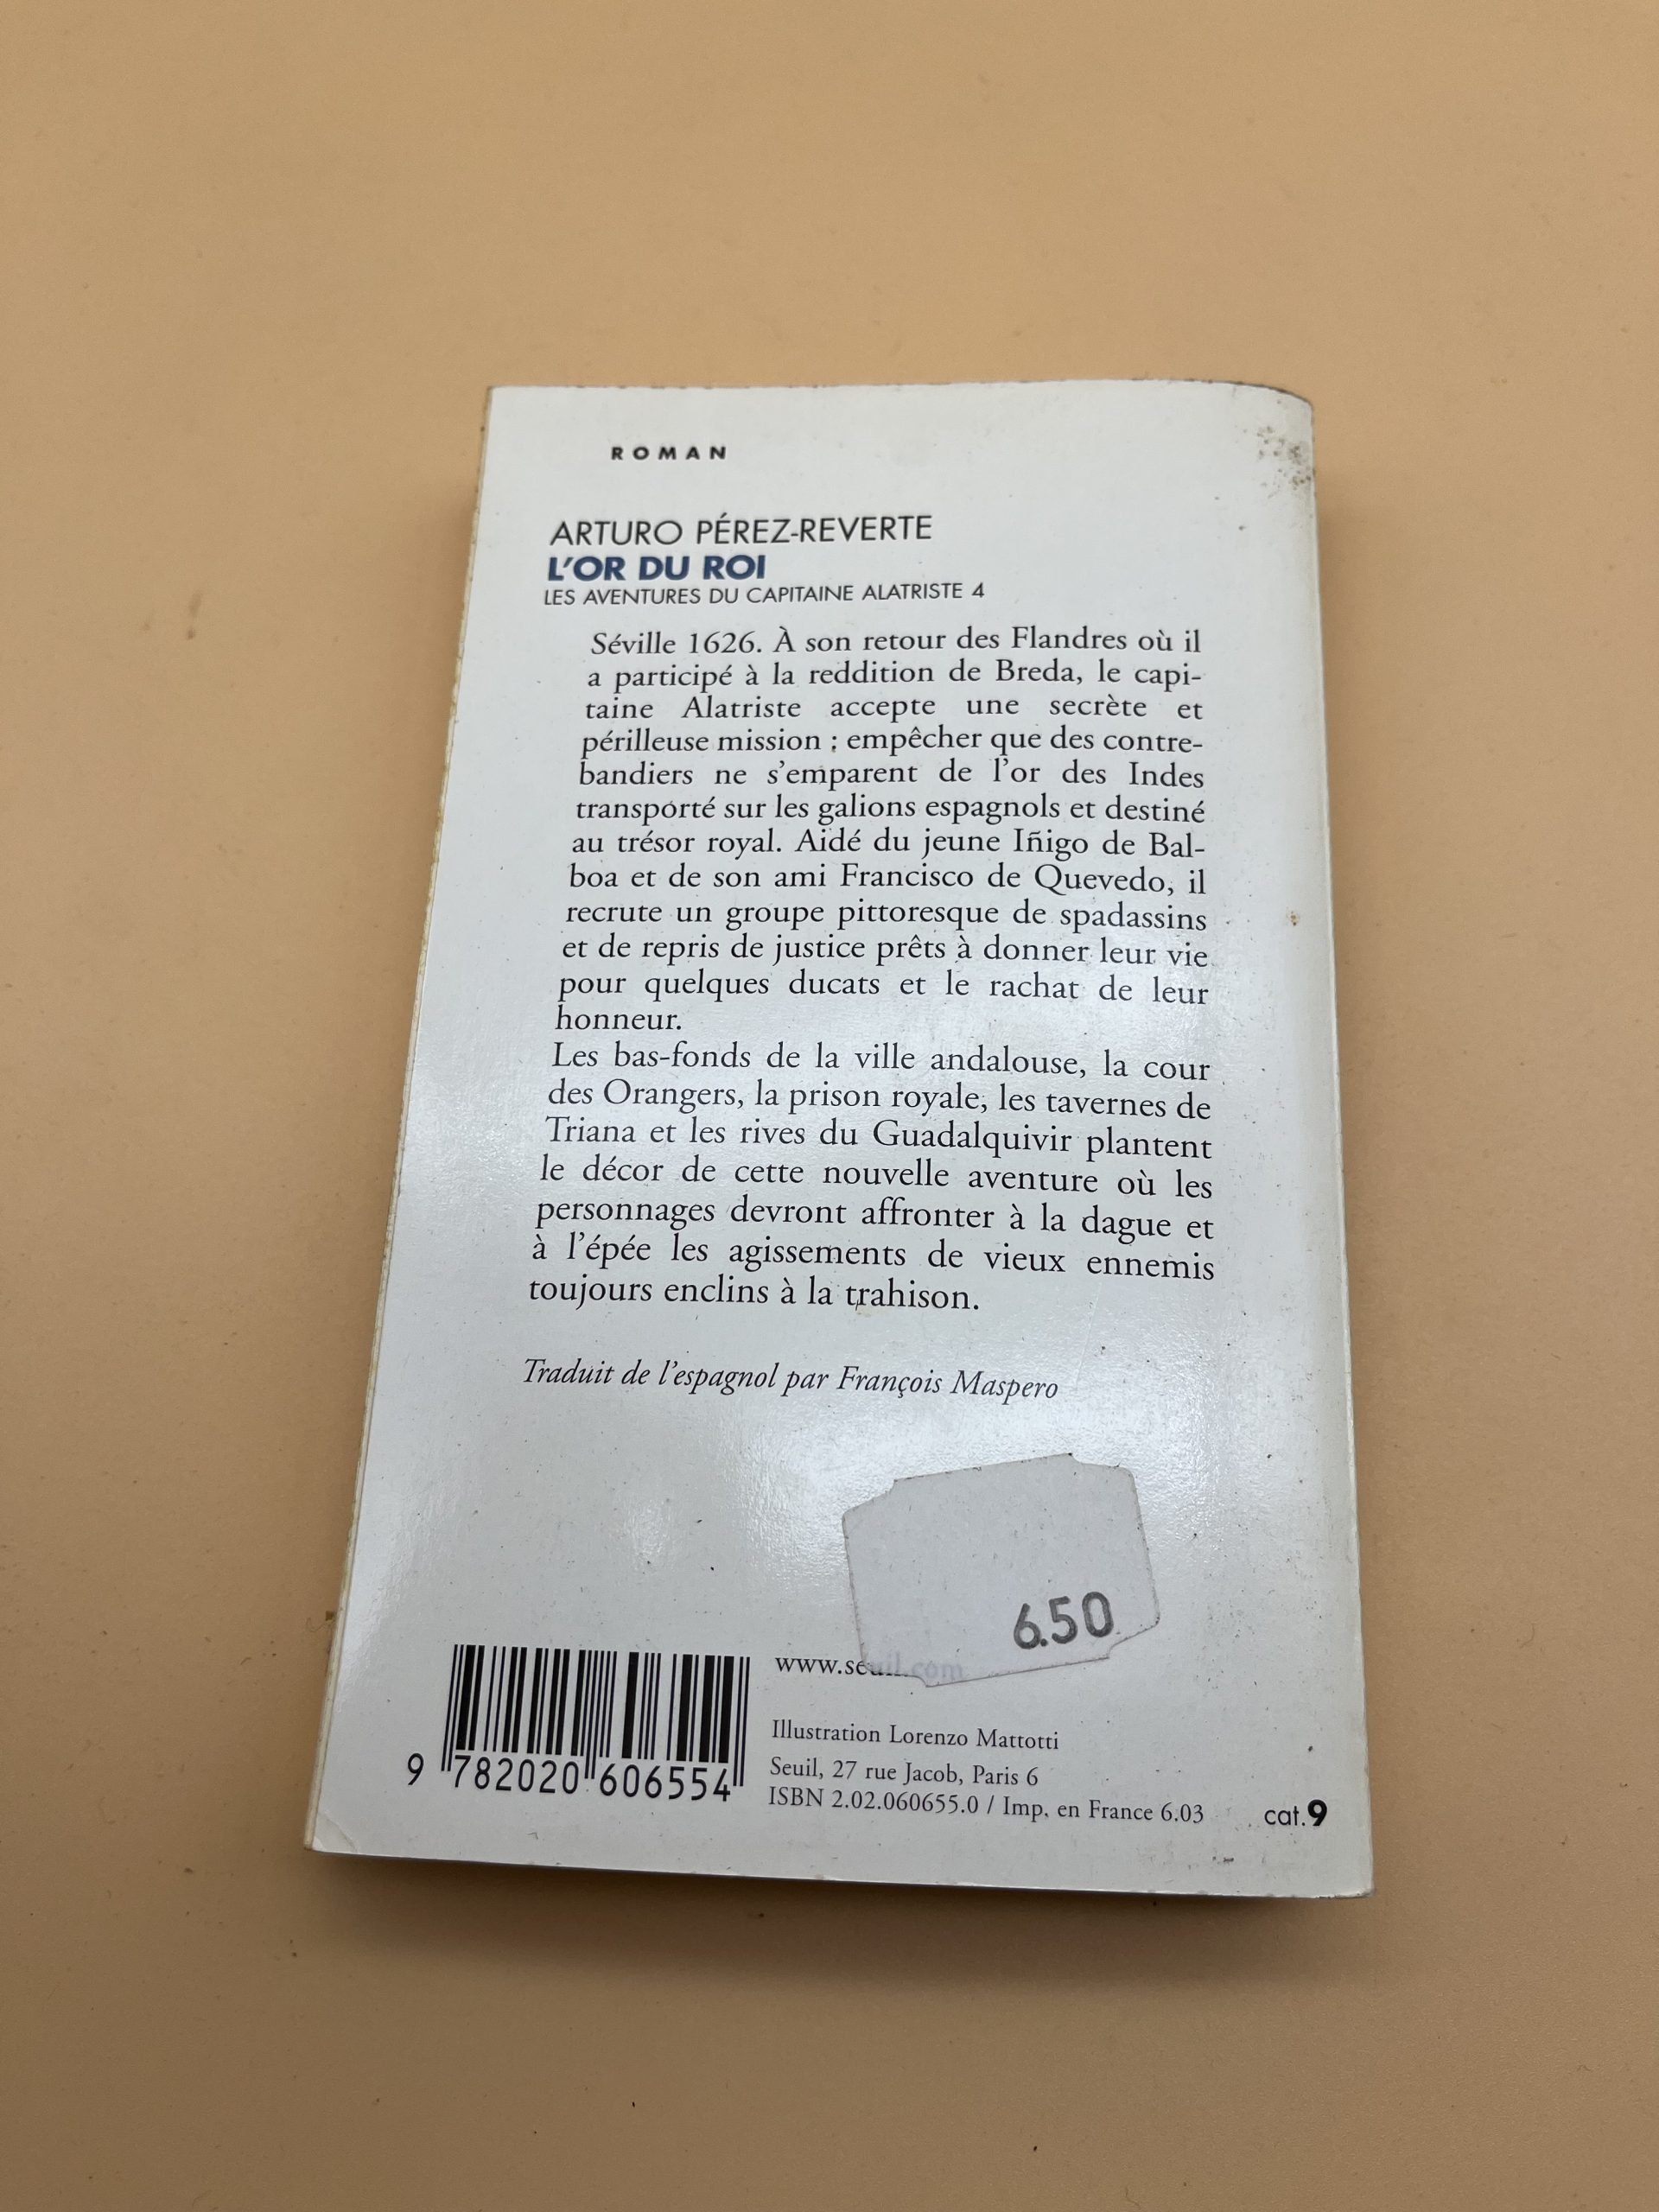 ROMAN
ARTURO PÉREZ-REVERTE
L'OR DU ROI
LES AVENTURES DU CAPITAINE ALATRISTE 4
Séville 1626. À son retour des Flandres où il
a participé à la reddition de Breda, le capi-
taine Alatriste accepte une secrète et
périlleuse mission : empêcher que des contre-
bandiers ne s'emparent de l'or des Indes
transporté sur les galions espagnols et destiné
au trésor royal. Aidé du jeune Iñigo de Bal-
boa et de son ami Francisco de Quevedo, il
recrute un groupe pittoresque de spadassins
et de repris de justice prêts à donner leur vie
pour quelques ducats et le rachat de leur
honneur.
Les bas-fonds de la ville andalouse, la cour
des Orangers, la prison royale, les tavernes de
Triana et les rives du Guadalquivir plantent
le décor de cette nouvelle aventure où les
personnages devront affronter à la dague et
à l'épée les agissements de vieux ennemis
toujours enclins à la trahison.
Traduit de l'espagnol par François Maspero
6.50
www.seuil.com
Illustration Lorenzo Mattotti
Seuil, 27 rue Jacob, Paris 6
ISBN 2.02.060655.0 / Imp. en France 6.03
cat.9
9 782020 606554